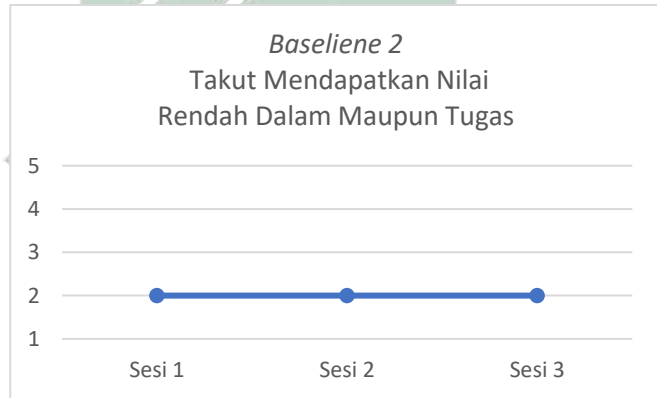 Baseliene 2
Takut Mendapatkan Nilai
Rendah Dalam Maupun Tugas
5
4
3
2
1
Sesi 1 Sesi 2 Sesi 3